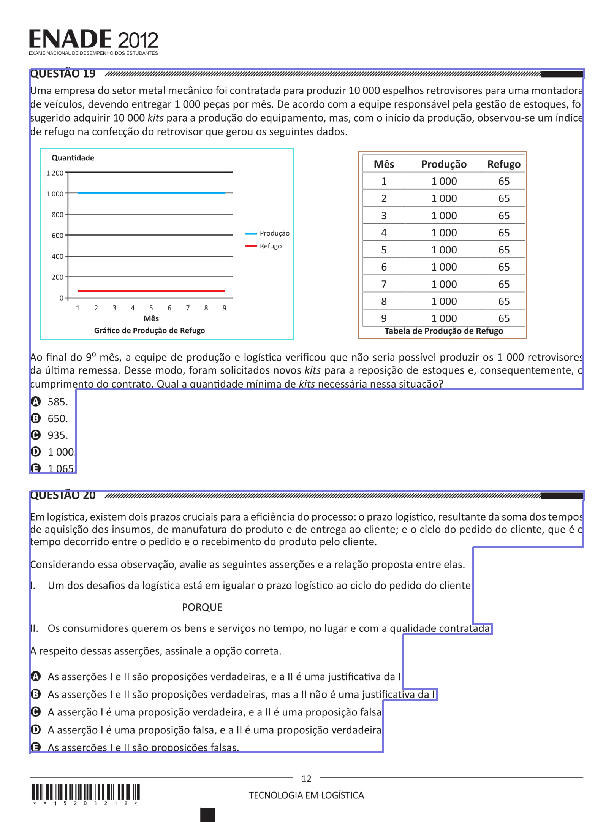 ENADE 2012
EXAME NACIONAL DE DESEMPENHO DOS ESTUDANTES
QUESTÃO 19
Uma empresa do setor metal mecânico foi contratada para produzir 10 000 espelhos retrovisores para uma montadora
de veículos, devendo entregar 1 000 peças por mês. De acordo com a equipe responsável pela gestão de estoques, foi
sugerido adquirir 10 000 kits para a produção do equipamento, mas, com o início da produção, observou-se um índice
de refugo na confecção do retrovisor que gerou os seguintes dados.
Quantidade
1 200
1 000
800
600
400
200
0
1 2 3 4 5 6 7 8 9
Mês
Produção
Refugo
Gráfico de Produção de Refugo
Mês Produção Refugo
1 1 000 65
2 1 000 65
3 1 000 65
4 1 000 65
5 1 000 65
6 1 000 65
7 1 000 65
8 1 000 65
9 1 000 65
Tabela de Produção de Refugo
Ao final do 9º mês, a equipe de produção e logística verificou que não seria possível produzir os 1 000 retrovisores
da última remessa. Desse modo, foram solicitados novos kits para a reposição de estoques e, consequentemente, o
cumprimento do contrato. Qual a quantidade mínima de kits necessária nessa situação?
A 585.
B 650.
C 935.
D 1 000
E 1 065
QUESTÃO 20
Em logística, existem dois prazos cruciais para a eficiência do processo: o prazo logístico, resultante da soma dos tempos
de aquisição dos insumos, de manufatura do produto e de entrega ao cliente; e o ciclo do pedido do cliente, que é o
tempo decorrido entre o pedido e o recebimento do produto pelo cliente.
Considerando essa observação, avalie as seguintes asserções e a relação proposta entre elas.
I. Um dos desafios da logística está em igualar o prazo logístico ao ciclo do pedido do cliente
PORQUE
II. Os consumidores querem os bens e serviços no tempo, no lugar e com a qualidade contratada
A respeito dessas asserções, assinale a opção correta.
A As asserções I e II são proposições verdadeiras, e a II é uma justificativa da I
B As asserções I e II são proposições verdadeiras, mas a II não é uma justificativa da I
C A asserção I é uma proposição verdadeira, e a II é uma proposição falsa
D A asserção I é uma proposição falsa, e a II é uma proposição verdadeira
E As asserções I e II são proposições falsas.
12
TECNOLOGIA EM LOGÍSTICA